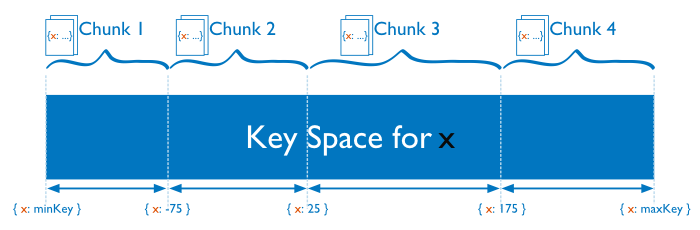 {x: ...} Chunk 1 {x: ...} Chunk 2 {x: ...} Chunk 3 {x: ...} Chunk 4
Key Space for x
{ x: minKey } { x: -75 } { x: 25 } { x: 175 } { x: maxKey }